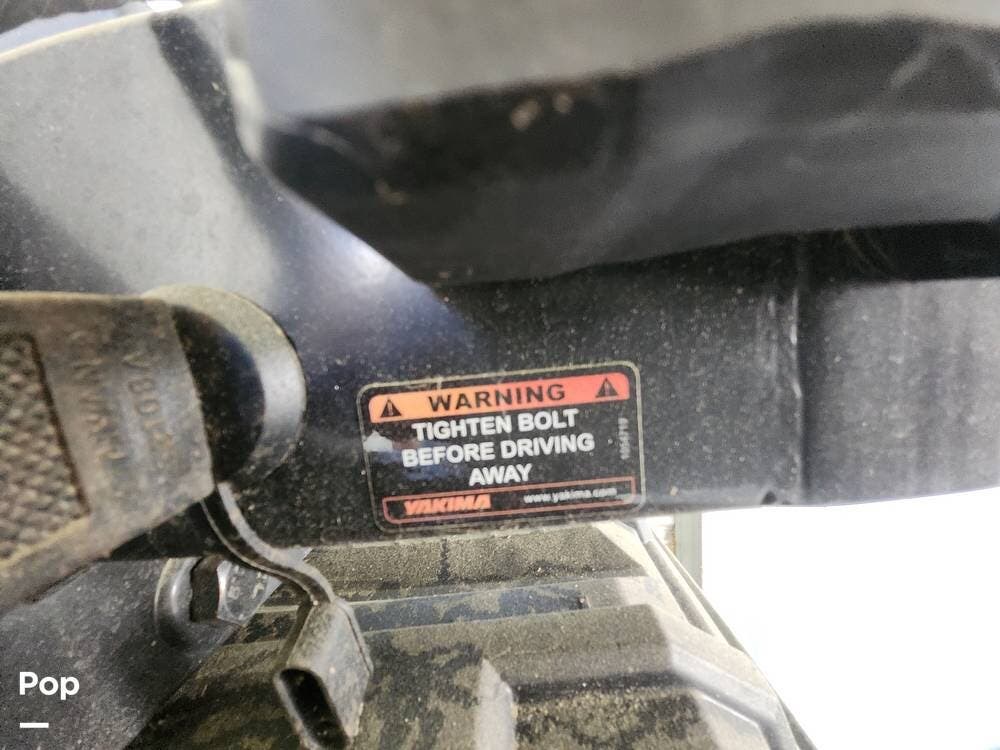 WARNING
TIGHTEN BOLT
BEFORE DRIVING
AWAY
YAKIMA www.yakima.com
Pop